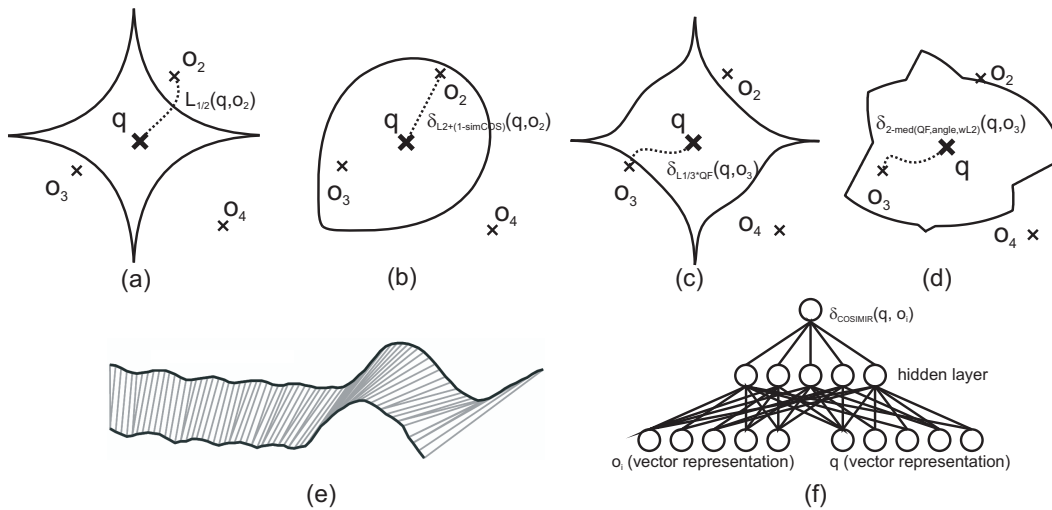 o2
L1/2(q,o2)
q
o3
o4
(a)
o2
q
δL2+(1-simCOS)(q,o2)
o3
o4
(b)
o2
q
δL1/3*QF(q,o3)
o3
o4
(c)
o2
δ2-med(QF,angle,wL2)(q,o3)
q
o3
o4
(d)
(e)
δCOSIMIR(q, oi)
hidden layer
oi (vector representation) q (vector representation)
(f)